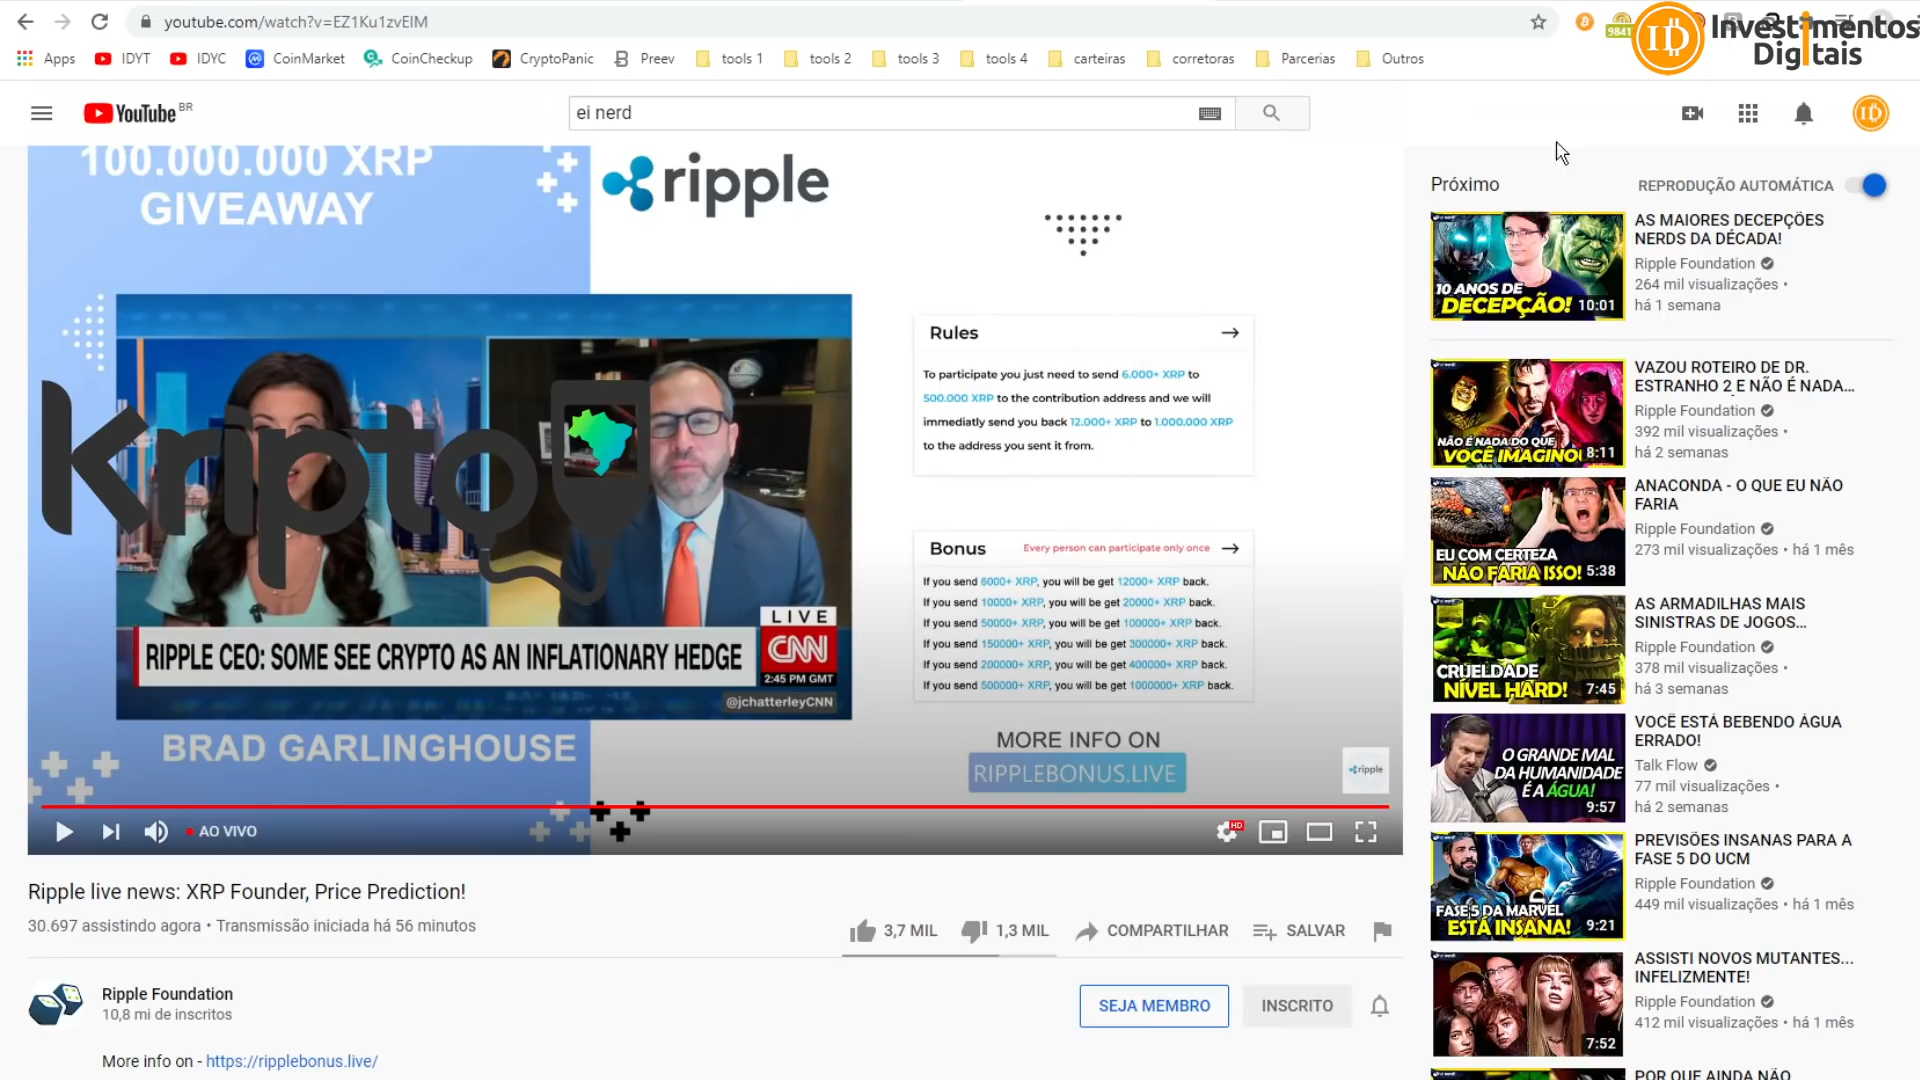 youtube.com/watch?v=EZ1Ku1zvEIM
9841
Investimentos
Digitais
Apps
IDYT
IDYC
CoinMarket
CoinCheckup
CryptoPanic
Preev
tools 1
tools 2
tools 3
tools 4
carteiras
corretoras
Parcerias
Outros
YouTube BR
ei nerd
100.000.000 XRP
GIVEAWAY
ripple
kripto
Rules
To participate you just need to send 6.000+ XRP to
500.000 XRP to the contribution address and we will
immediatly send you back 12.000+ XRP to 1.000.000 XRP
to the address you sent it from.
Bonus
Every person can participate only once
If you send 6000+ XRP, you will be get 12000+ XRP back.
If you send 10000+ XRP, you will be get 20000+ XRP back.
If you send 50000+ XRP, you will be get 100000+ XRP back.
If you send 150000+ XRP, you will be get 300000+ XRP back.
If you send 200000+ XRP, you will be get 400000+ XRP back.
If you send 500000+ XRP, you will be get 1000000+ XRP back.
LIVE
CNN
2:45 PM GMT
RIPPLE CEO: SOME SEE CRYPTO AS AN INFLATIONARY HEDGE
@jchatterleyCNN
BRAD GARLINGHOUSE
MORE INFO ON
RIPPLEBONUS.LIVE
ripple
AO VIVO
HD
Ripple live news: XRP Founder, Price Prediction!
30.697 assistindo agora • Transmissão iniciada há 56 minutos
3,7 MIL
1,3 MIL
COMPARTILHAR
SALVAR
Ripple Foundation
10,8 mi de inscritos
SEJA MEMBRO
INSCRITO
More info on - https://ripplebonus.live/
Próximo
REPRODUÇÃO AUTOMÁTICA
10 ANOS DE
DECEPÇÃO!
10:01
AS MAIORES DECEPÇÕES
NERDS DA DÉCADA!
Ripple Foundation
264 mil visualizações •
há 1 semana
NÃO É NADA DO QUE
VOCÊ IMAGINOU
8:11
VAZOU ROTEIRO DE DR.
ESTRANHO 2 E NÃO É NADA...
Ripple Foundation
392 mil visualizações •
há 2 semanas
EU COM CERTEZA
NÃO FARIA ISSO!
5:38
ANACONDA - O QUE EU NÃO
FARIA
Ripple Foundation
273 mil visualizações • há 1 mês
CRUELDADE
NÍVEL HARD!
7:45
AS ARMADILHAS MAIS
SINISTRAS DE JOGOS...
Ripple Foundation
378 mil visualizações •
há 3 semanas
O GRANDE MAL
DA HUMANIDADE
É A ÁGUA!
9:57
VOCÊ ESTÁ BEBENDO ÁGUA
ERRADO!
Talk Flow
77 mil visualizações •
há 2 semanas
FASE 5 DA MARVEL
ESTÁ INSANA!
9:21
PREVISÕES INSANAS PARA A
FASE 5 DO UCM
Ripple Foundation
449 mil visualizações • há 1 mês
7:52
ASSISTI NOVOS MUTANTES...
INFELIZMENTE!
Ripple Foundation
412 mil visualizações • há 1 mês
POR QUE AINDA NÃO